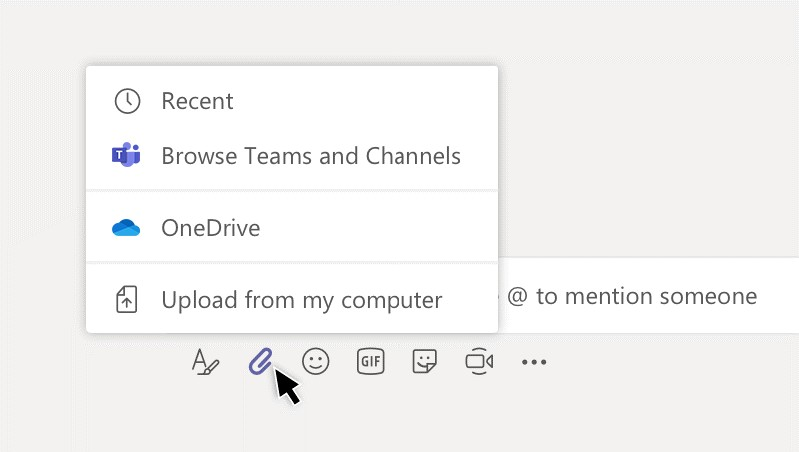 Recent
Browse Teams and Channels
OneDrive
Upload from my computer
@ to mention someone
GIF